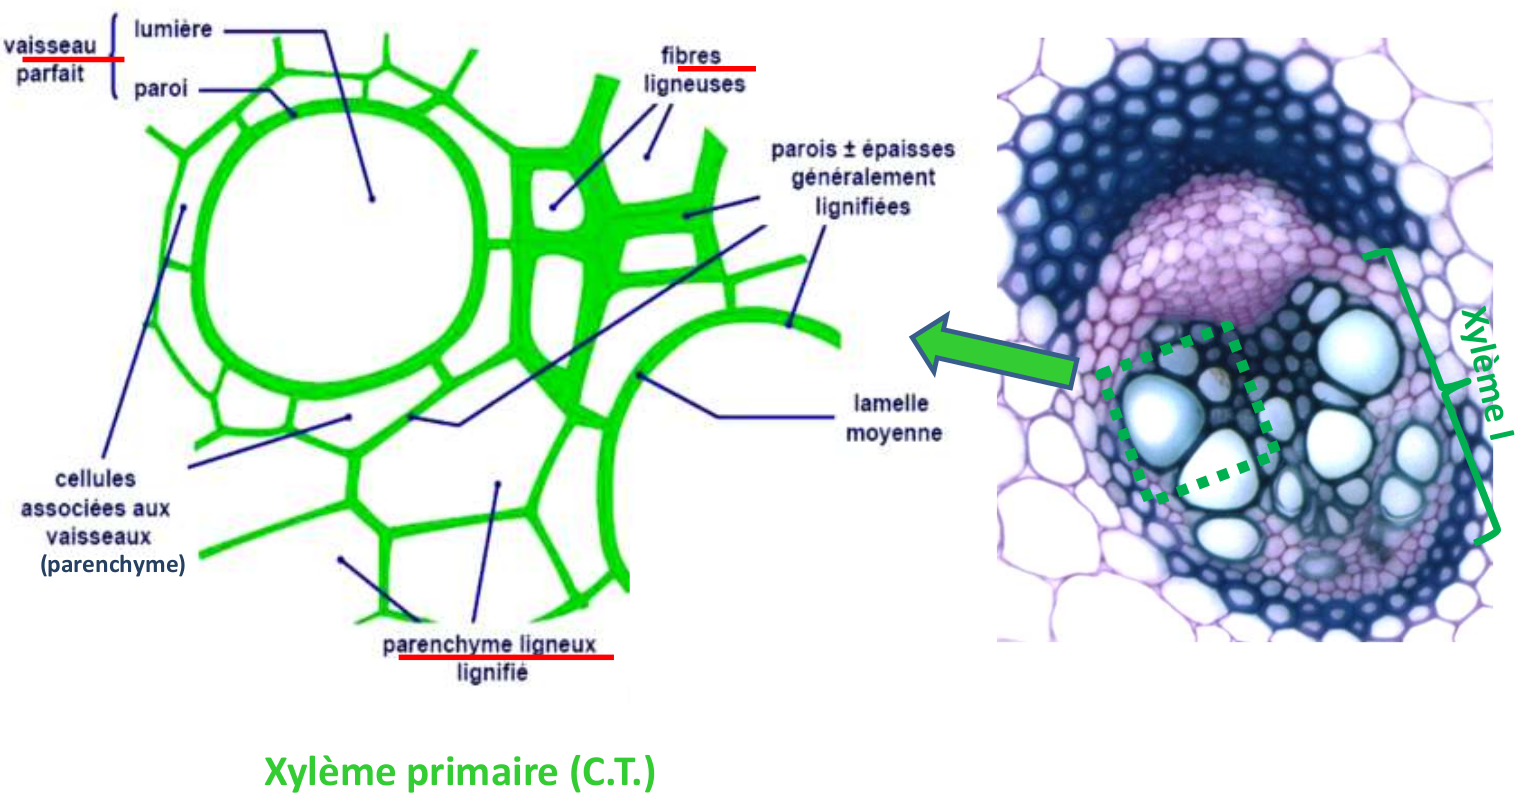 vaisseau
parfait
lumière
paroi
fibres
ligneuses
parois ± épaisses
généralement
lignifiées
lamelle
moyenne
cellules
associées aux
vaisseaux
(parenchyme)
parenchyme ligneux
lignifié
Xylème I
Xylème primaire (C.T.)